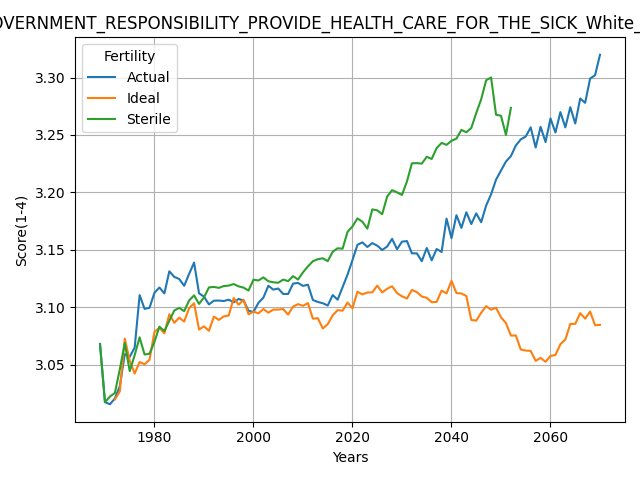 OVERNMENT_RESPONSIBILITY_PROVIDE_HEALTH_CARE_FOR_THE_SICK_White_
Fertility
Actual
Ideal
Sterile
Score(1-4)
3.30
3.25
3.20
3.15
3.10
3.05
1980 2000 2020 2040 2060
Years